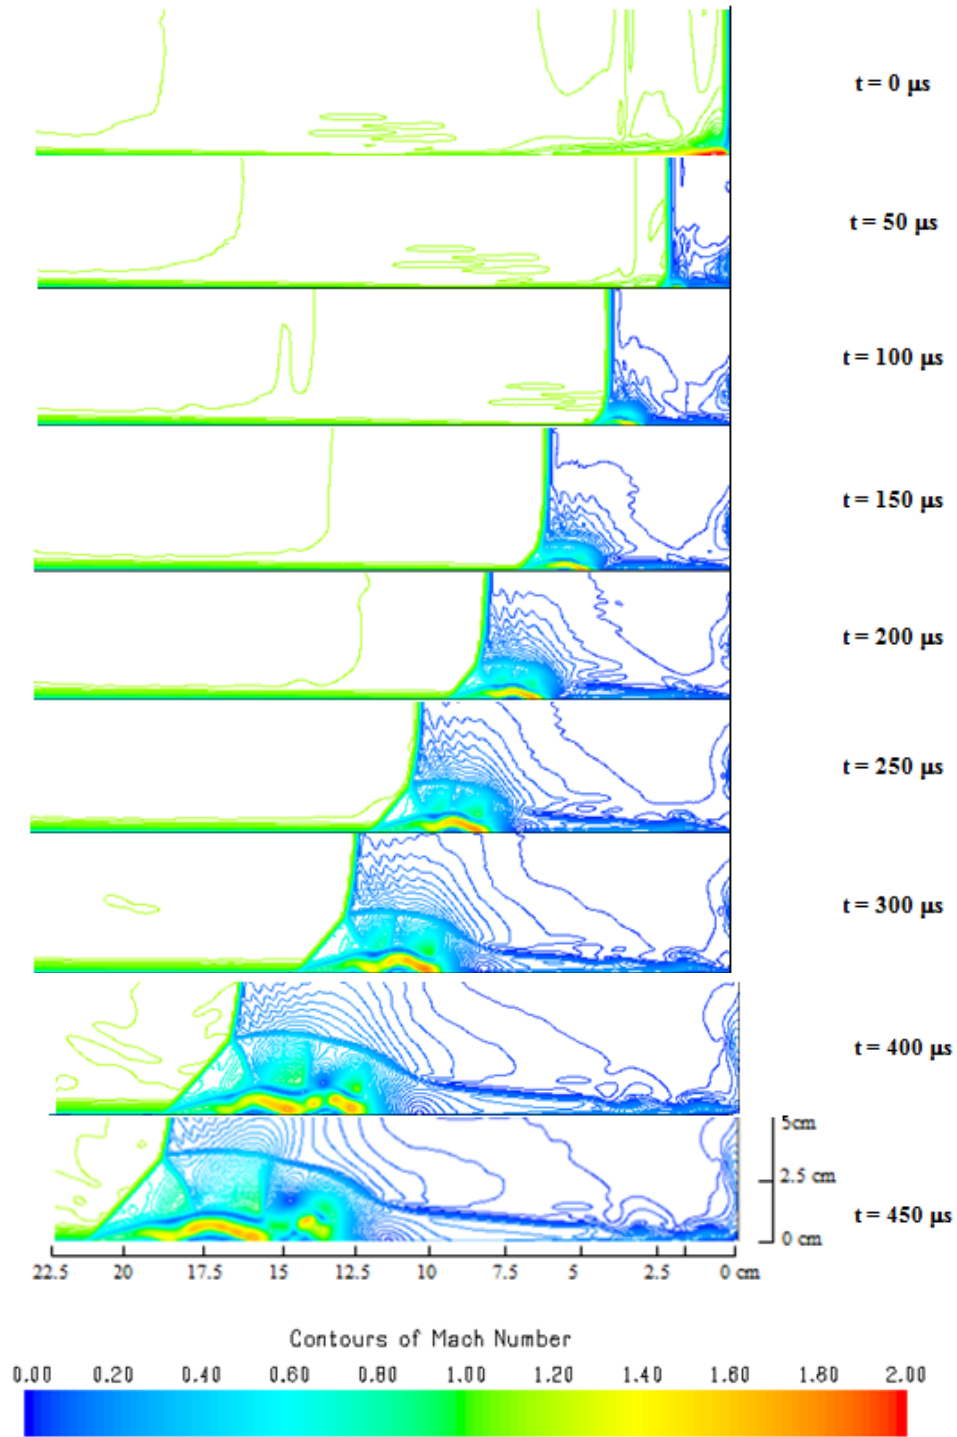 t = 0 μs
t = 50 μs
t = 100 μs
t = 150 μs
t = 200 μs
t = 250 μs
t = 300 μs
t = 400 μs
5cm
2.5 cm
t = 450 μs
0 cm
22.5 20 17.5 15 12.5 10 7.5 5 2.5 0 cm
Contours of Mach Number
0.00 0.20 0.40 0.60 0.80 1.00 1.20 1.40 1.60 1.80 2.00